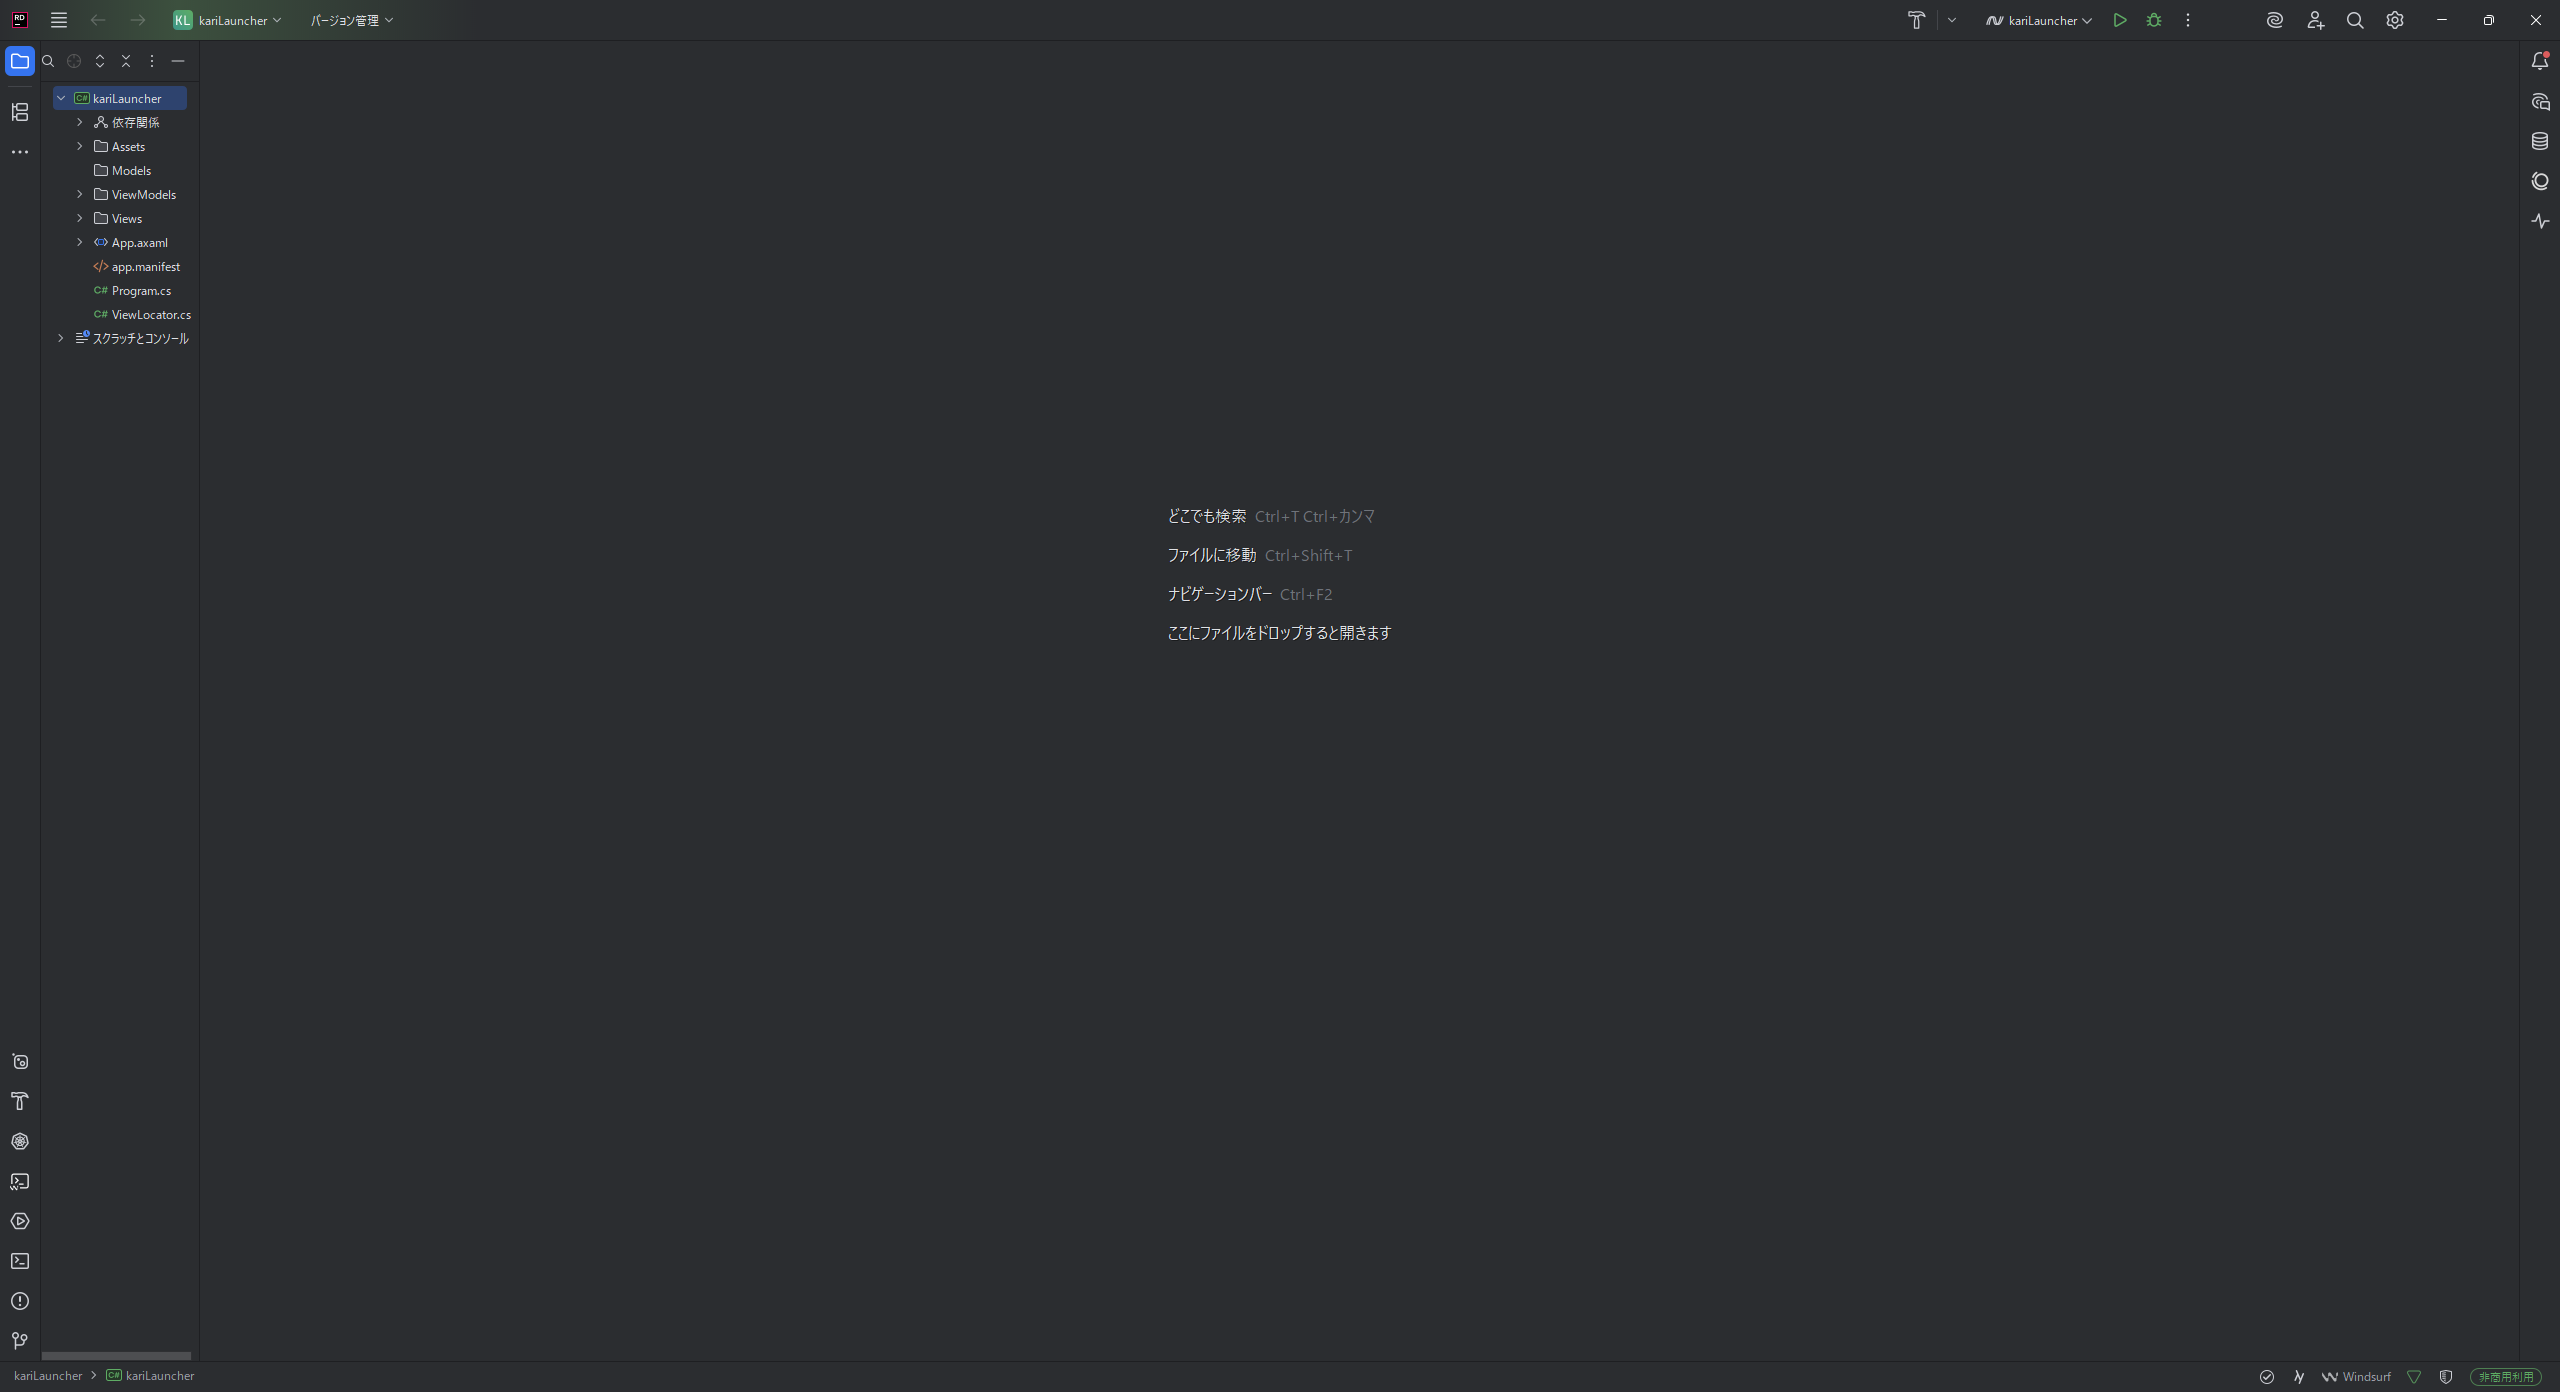 RD
KL kariLauncher
バージョン管理
kariLauncher
C# kariLauncher
依存関係
Assets
Models
ViewModels
Views
App.axaml
app.manifest
C# Program.cs
C# ViewLocator.cs
スクラッチとコンソール
どこでも検索 Ctrl+T Ctrl+カンマ
ファイルに移動 Ctrl+Shift+T
ナビゲーションバー Ctrl+F2
ここにファイルをドロップすると開きます
kariLauncher
C# kariLauncher
Windsurf
非商用利用